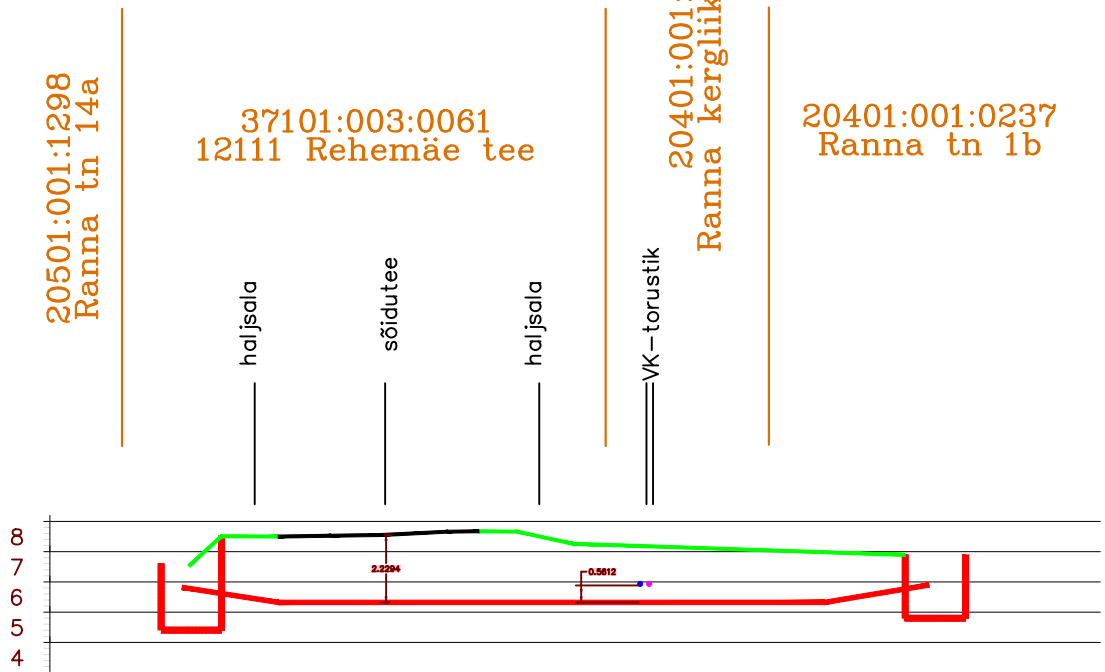 20501:001:1298
Ranna tn 14a
37101:003:0061
12111 Rehemäe tee
20401:001:
Ranna kergliik
20401:001:0237
Ranna tn 1b
haljsala
sõidutee
haljsala
VK-torustik
8
7
6
5
4
2.2294
0.5612